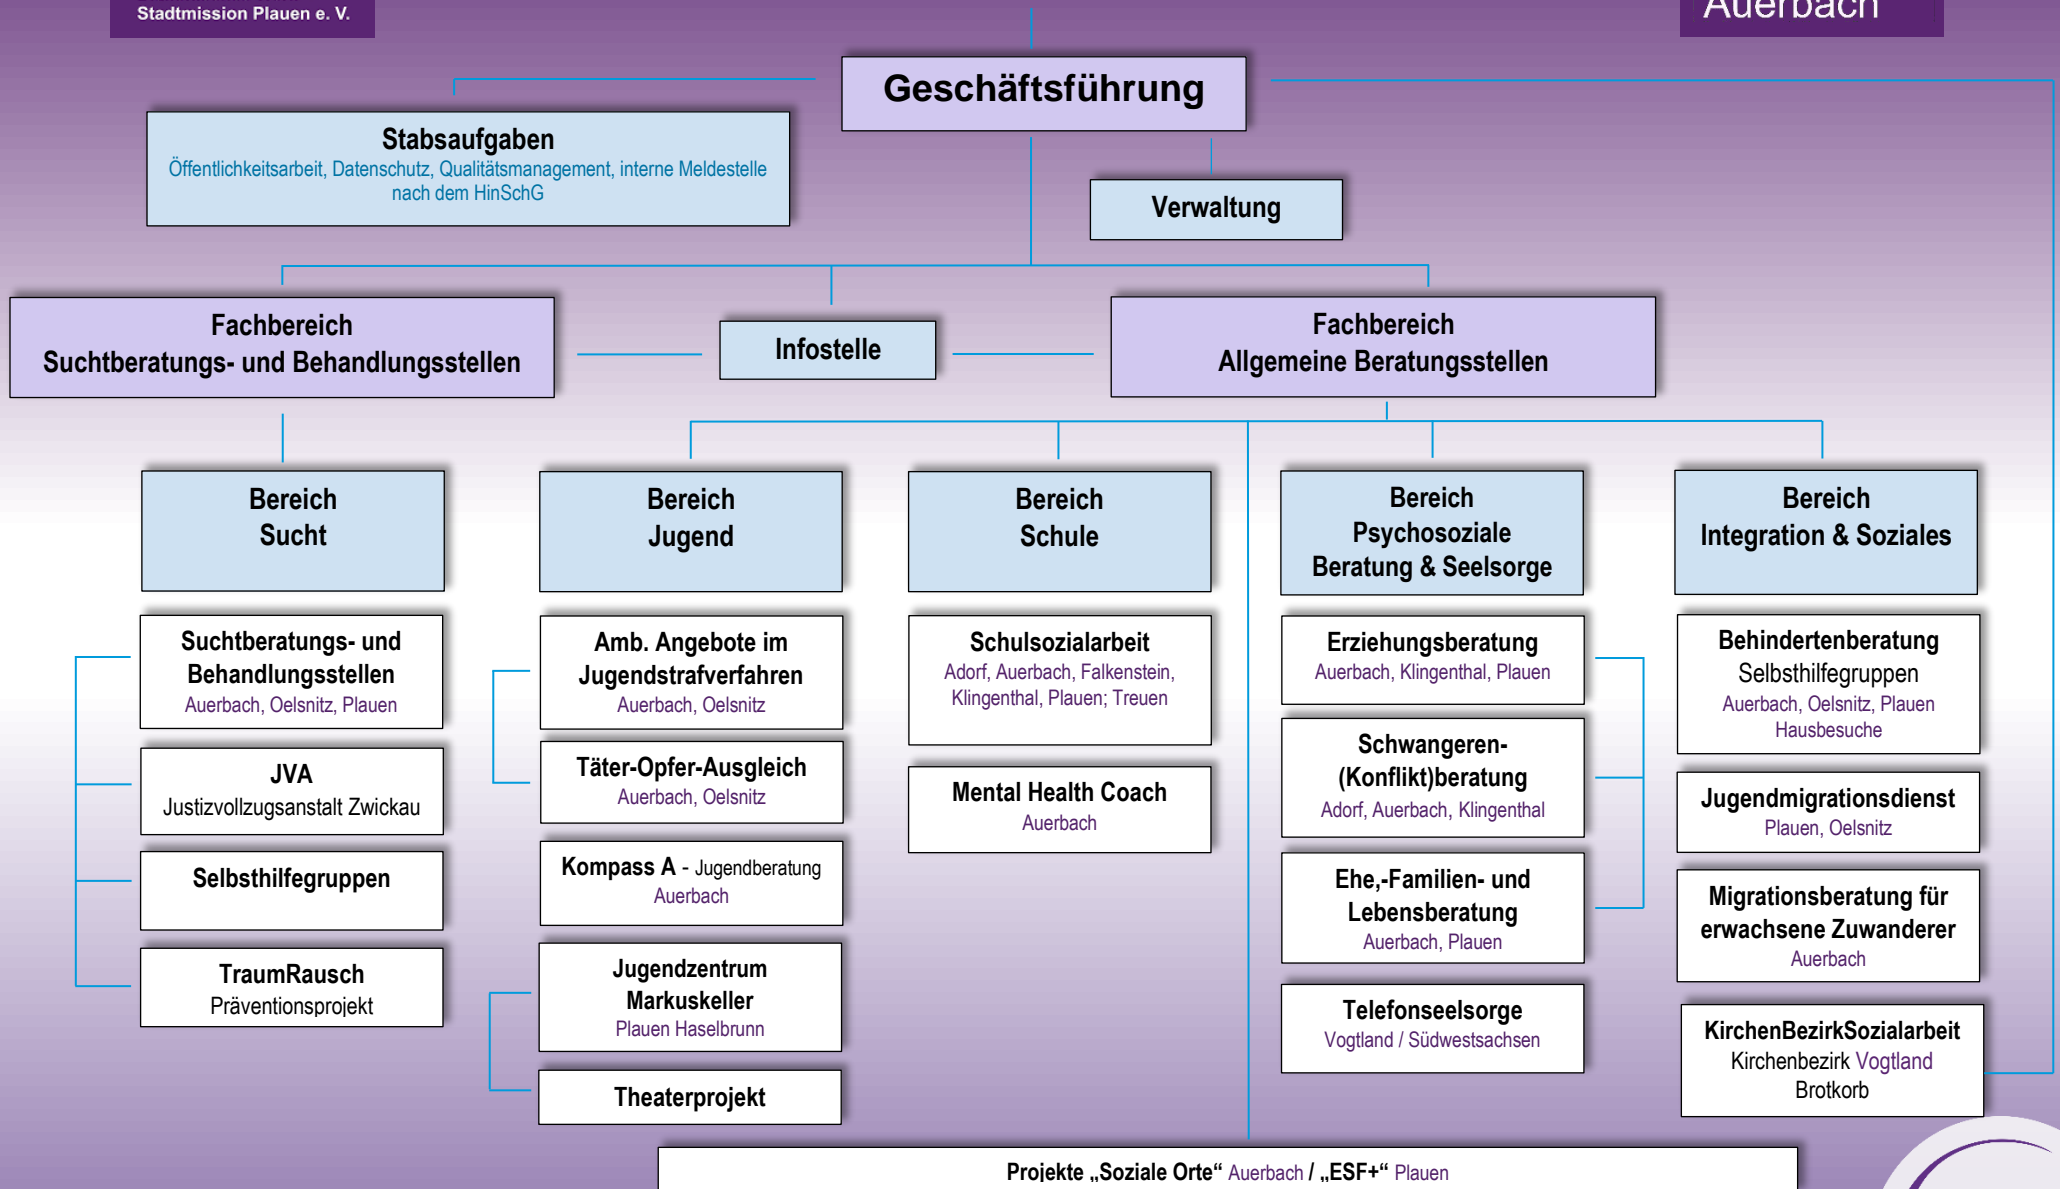 Stadtmission Plauen e. V.
Auerbach
Geschäftsführung
Stabsaufgaben
Öffentlichkeitsarbeit, Datenschutz, Qualitätsmanagement, interne Meldestelle
nach dem HinSchG
Verwaltung
Fachbereich
Suchtberatungs- und Behandlungsstellen
Infostelle
Fachbereich
Allgemeine Beratungsstellen
Bereich
Sucht
Suchtberatungs- und
Behandlungsstellen
Auerbach, Oelsnitz, Plauen
JVA
Justizvollzugsanstalt Zwickau
Selbsthilfegruppen
TraumRausch
Präventionsprojekt
Bereich
Jugend
Amb. Angebote im
Jugendstrafverfahren
Auerbach, Oelsnitz
Täter-Opfer-Ausgleich
Auerbach, Oelsnitz
Kompass A - Jugendberatung
Auerbach
Jugendzentrum
Markuskeller
Plauen Haselbrunn
Theaterprojekt
Bereich
Schule
Schulsozialarbeit
Adorf, Auerbach, Falkenstein,
Klingenthal, Plauen; Treuen
Mental Health Coach
Auerbach
Bereich
Psychosoziale
Beratung & Seelsorge
Erziehungsberatung
Auerbach, Klingenthal, Plauen
Schwangeren-
(Konflikt)beratung
Adorf, Auerbach, Klingenthal
Ehe,-Familien- und
Lebensberatung
Auerbach, Plauen
Telefonseelsorge
Vogtland / Südwestsachsen
Bereich
Integration & Soziales
Behindertenberatung
Selbsthilfegruppen
Auerbach, Oelsnitz, Plauen
Hausbesuche
Jugendmigrationsdienst
Plauen, Oelsnitz
Migrationsberatung für
erwachsene Zuwanderer
Auerbach
KirchenBezirkSozialarbeit
Kirchenbezirk Vogtland
Brotkorb
Projekte „Soziale Orte“ Auerbach / „ESF+“ Plauen